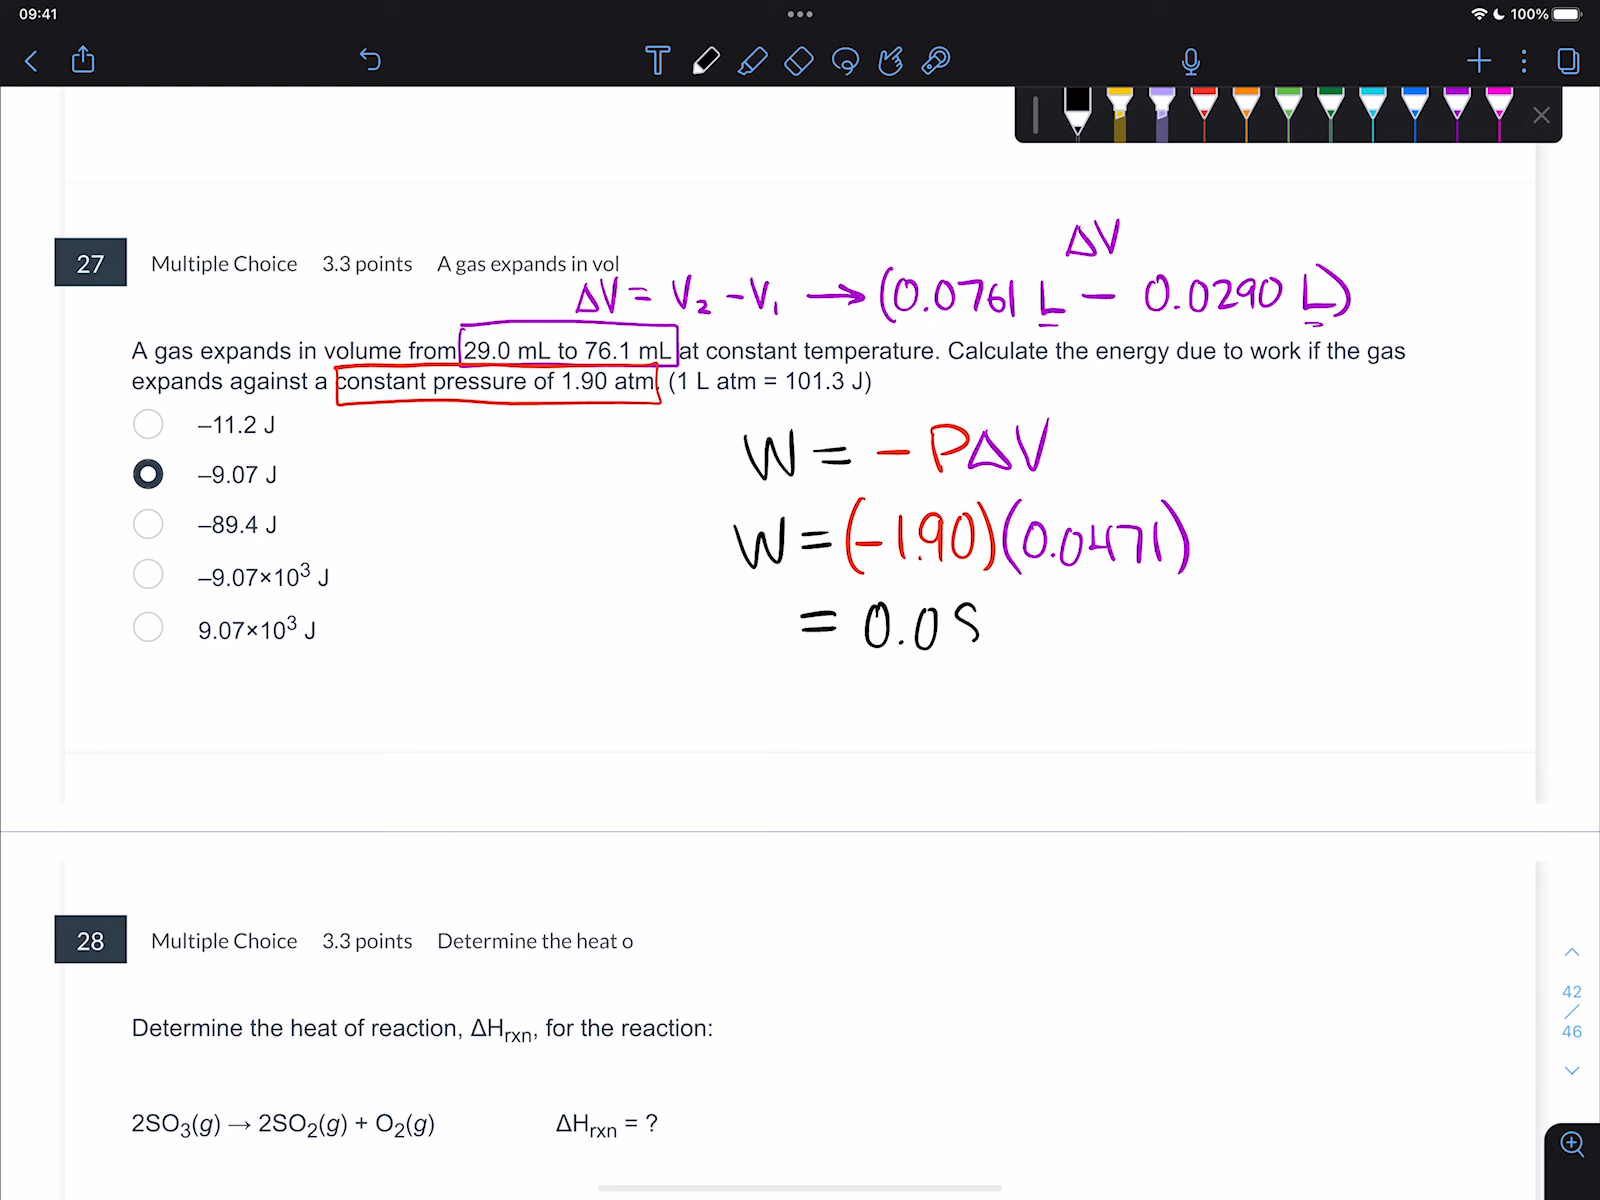 09:41
100%
27 Multiple Choice 3.3 points A gas expands in vol
ΔV
ΔV = V₂ - V₁ → (0.0761 L - 0.0290 L)
A gas expands in volume from 29.0 mL to 76.1 mL at constant temperature. Calculate the energy due to work if the gas
expands against a constant pressure of 1.90 atm. (1 L atm = 101.3 J)
–11.2 J
–9.07 J
–89.4 J
–9.07×10³ J
9.07×10³ J
W = - PΔV
W = (-1.90)(0.0471)
= 0.0
28 Multiple Choice 3.3 points Determine the heat o
Determine the heat of reaction, ΔHrxn, for the reaction:
2SO₃(g) → 2SO₂(g) + O₂(g) ΔHrxn = ?
42
/
46